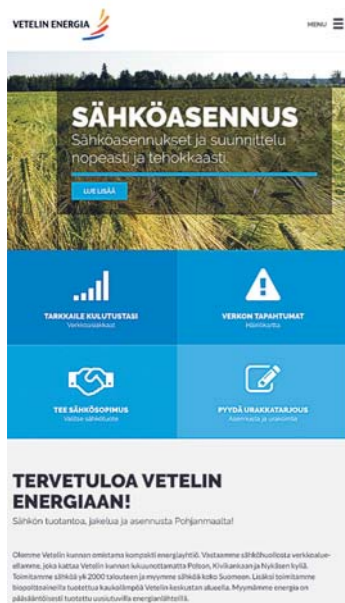 VETELIN ENERGIA
MENU
SÄHKÖASENNUS
Sähköasennukset ja suunnittelu
nopeasti ja tehokkaasti.
LUE LISÄÄ
TARKKAILE KULUTUSTASI
Verkkoasiakkaat
VERKON TAPAHTUMAT
Häiriökartta
TEE SÄHKÖSOPIMUS
Valitse sähkötuote
PYYDÄ URAKKATARJOUS
Asennusta ja urakointia
TERVETULOA VETELIN
ENERGIAAN!
Sähkön tuotantoa, jakelua ja asennusta Pohjanmaalta!
Olemme Vetelin kunnan omistama kompakti energiayhtiö. Vastaamme sähköhuollosta verkkoalue-
ellamme, joka kattaa Vetelin kunnan lukuunottamatta Polson, Kivikankaan ja Nykäsen kyliä.
Toimitamme sähköä yli 2000 talouteen ja myymme sähköä koko Suomeen. Lisäksi toimitamme
biopolttoaineilla tuotettua kaukolämpöä Vetelin keskustan alueella. Myymämme energia on
pääsääntöisesti tuotettu uusiutuvilla energianlähteillä.